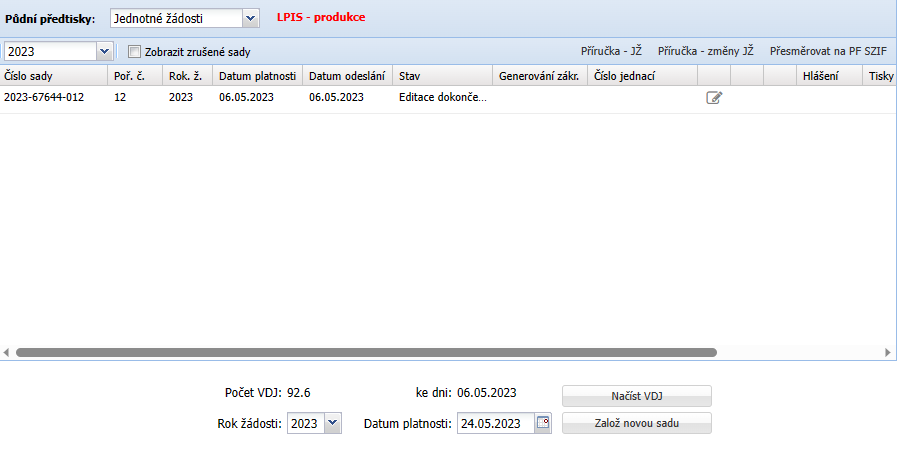 Půdní předtisky: Jednotné žádosti LPIS - produkce
2023 Zobrazit zrušené sady Příručka - JŽ Příručka - změny JŽ Přesměrovat na PF SZIF
Číslo sady Poř. č. Rok. ž. Datum platnosti Datum odeslání Stav Generování zákr. Číslo jednací Hlášení Tisky
2023-67644-012 12 2023 06.05.2023 06.05.2023 Editace dokonče...
Počet VDJ: 92.6 ke dni: 06.05.2023 Načíst VDJ
Rok žádosti: 2023 Datum platnosti: 24.05.2023 Založ novou sadu